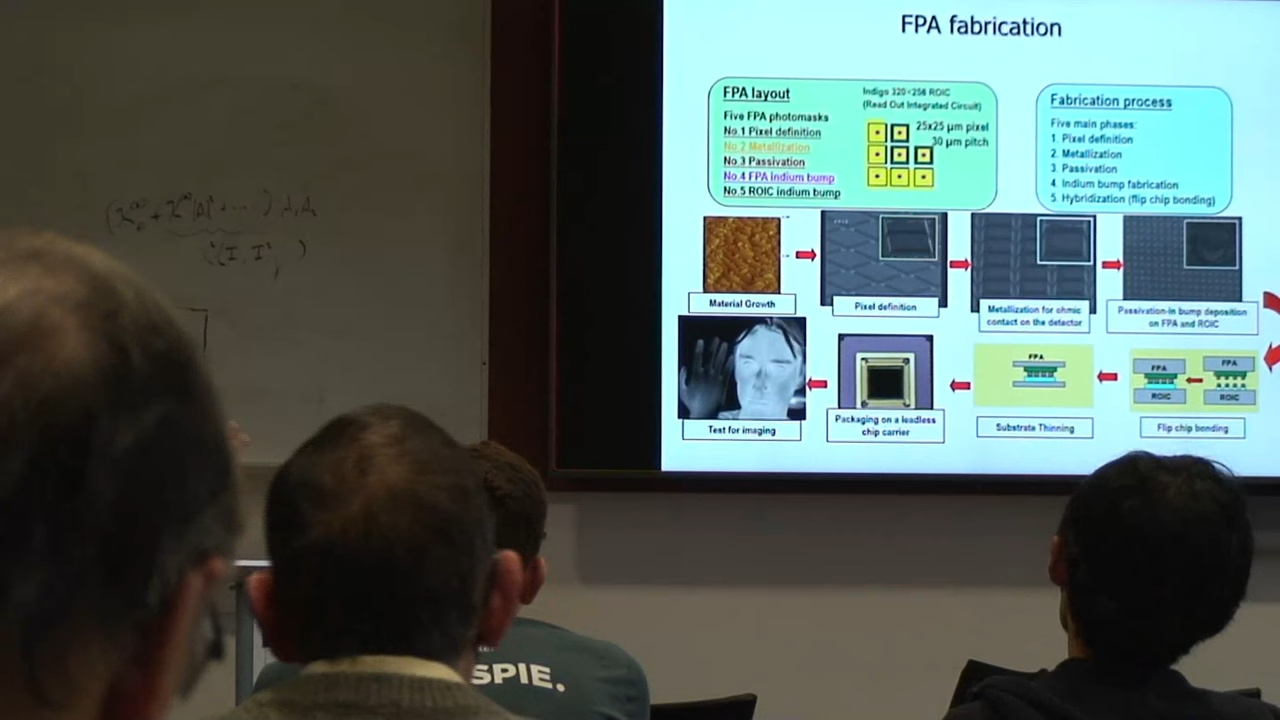 FPA fabrication
FPA layout
Five FPA photomasks
No.1 Pixel definition
No.2 Metallization
No.3 Passivation
No.4 FPA Indium bump
No.5 ROIC indium bump
Indigo 320×256 ROIC
(Read Out Integrated Circuit)
25x25 µm pixel
30 µm pitch
Fabrication process
Five main phases:
1. Pixel definition
2. Metallization
3. Passivation
4. Indium bump fabrication
5. Hybridization (flip chip bonding)
Material Growth
Pixel definition
Metallization for ohmic
contact on the detector
Passivation-In bump deposition
on FPA and ROIC
FPA
FPA
ROIC
FPA
ROIC
Test for imaging
Packaging on a leadless
chip carrier
Substrate Thinning
Flip chip bonding
SPIE.